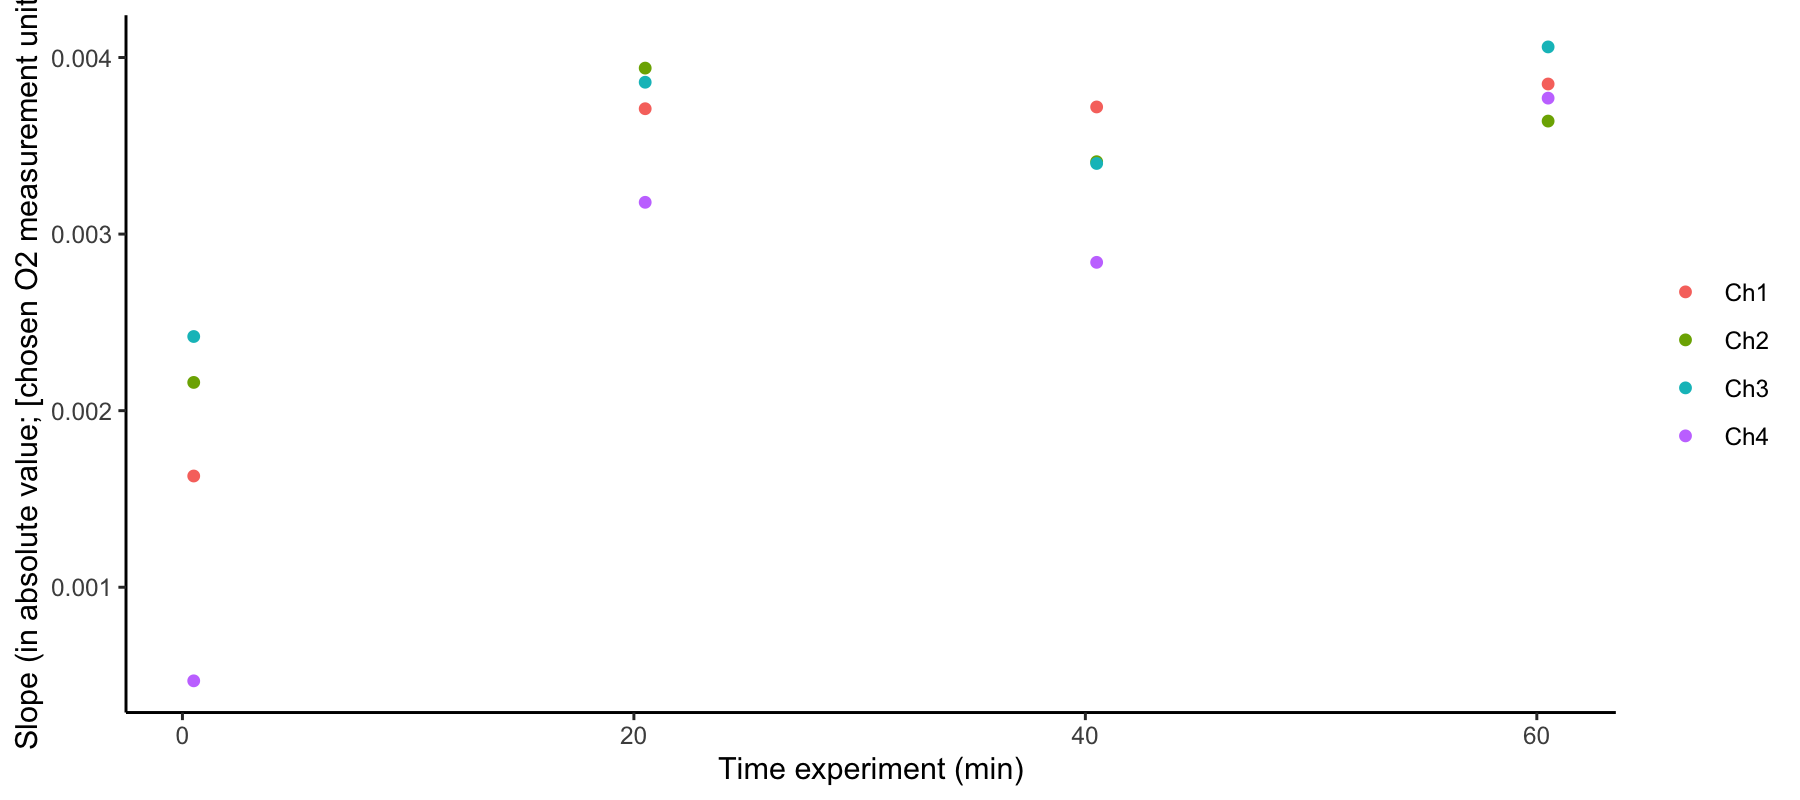 Slope (in absolute value; [chosen O2 measurement unit
0.004
0.003
0.002
0.001
0
20
40
60
Time experiment (min)
Ch1
Ch2
Ch3
Ch4